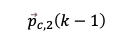 p⃗c,2(k − 1)